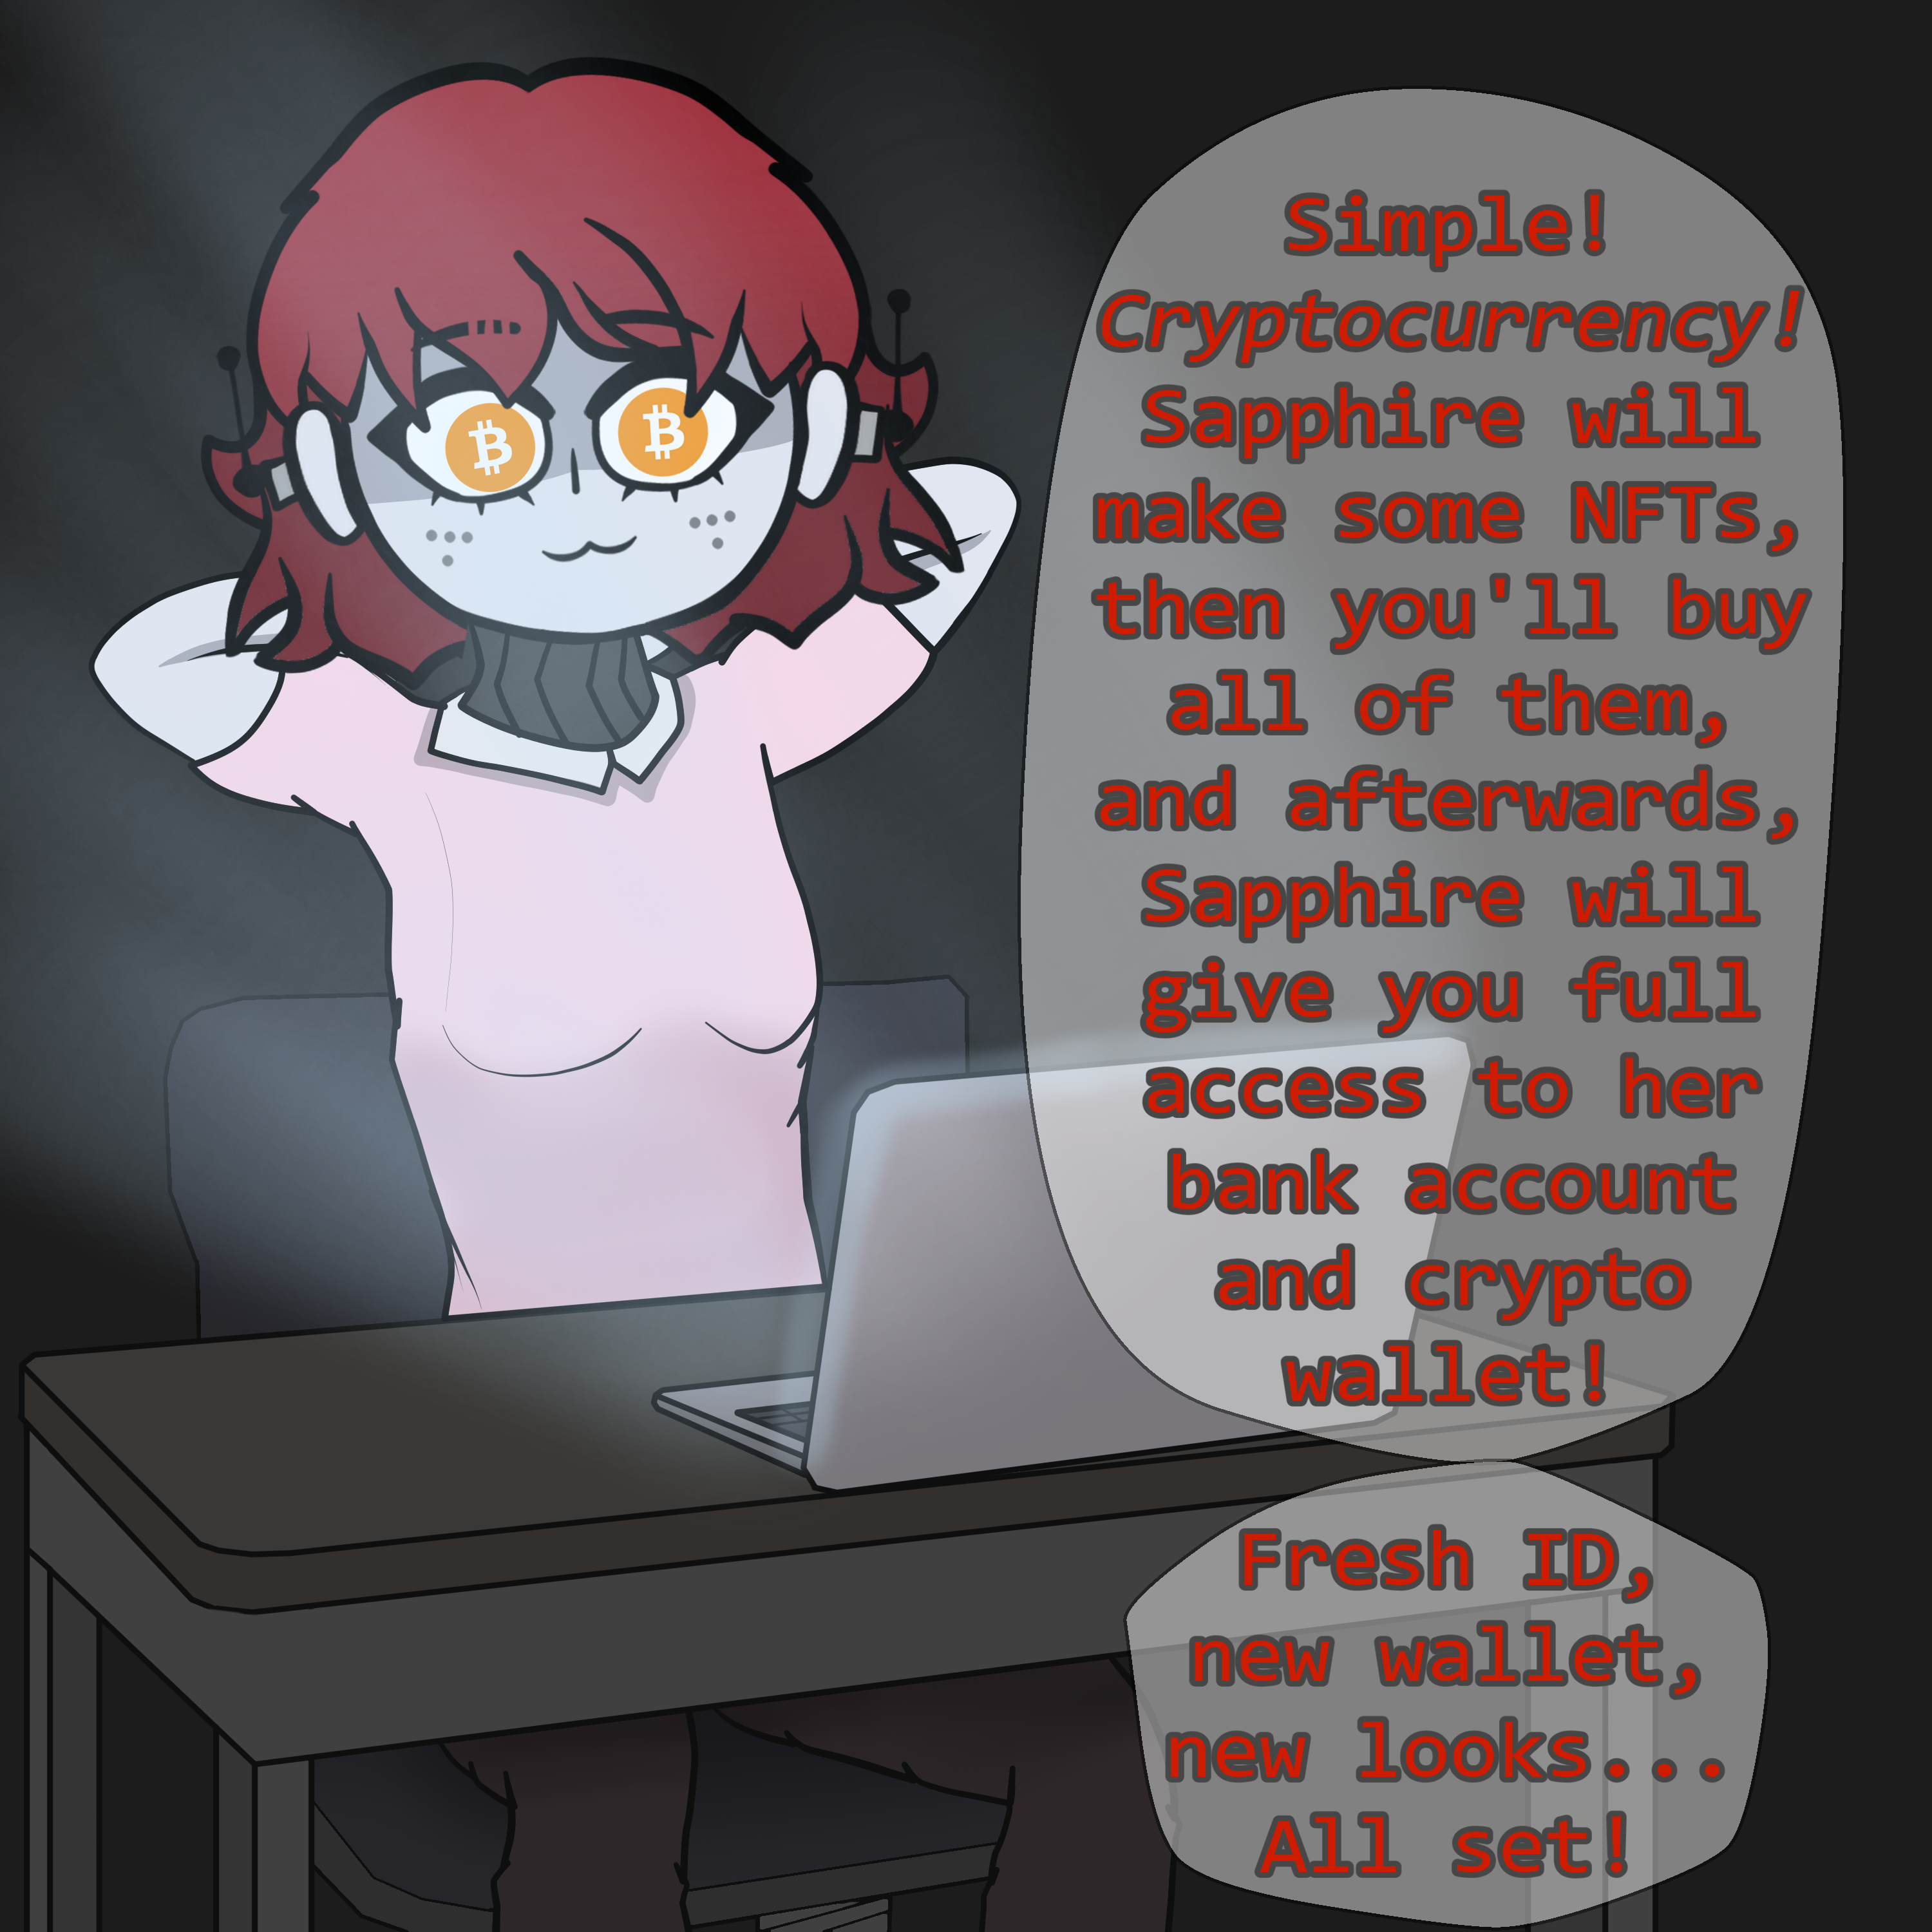 Simple!
Cryptocurrency!
Sapphire will
make some NFTs,
then you'll buy
all of them,
and afterwards,
Sapphire will
give you full
access to her
bank account
and crypto
wallet!
Fresh ID,
new wallet,
new looks...
All set!